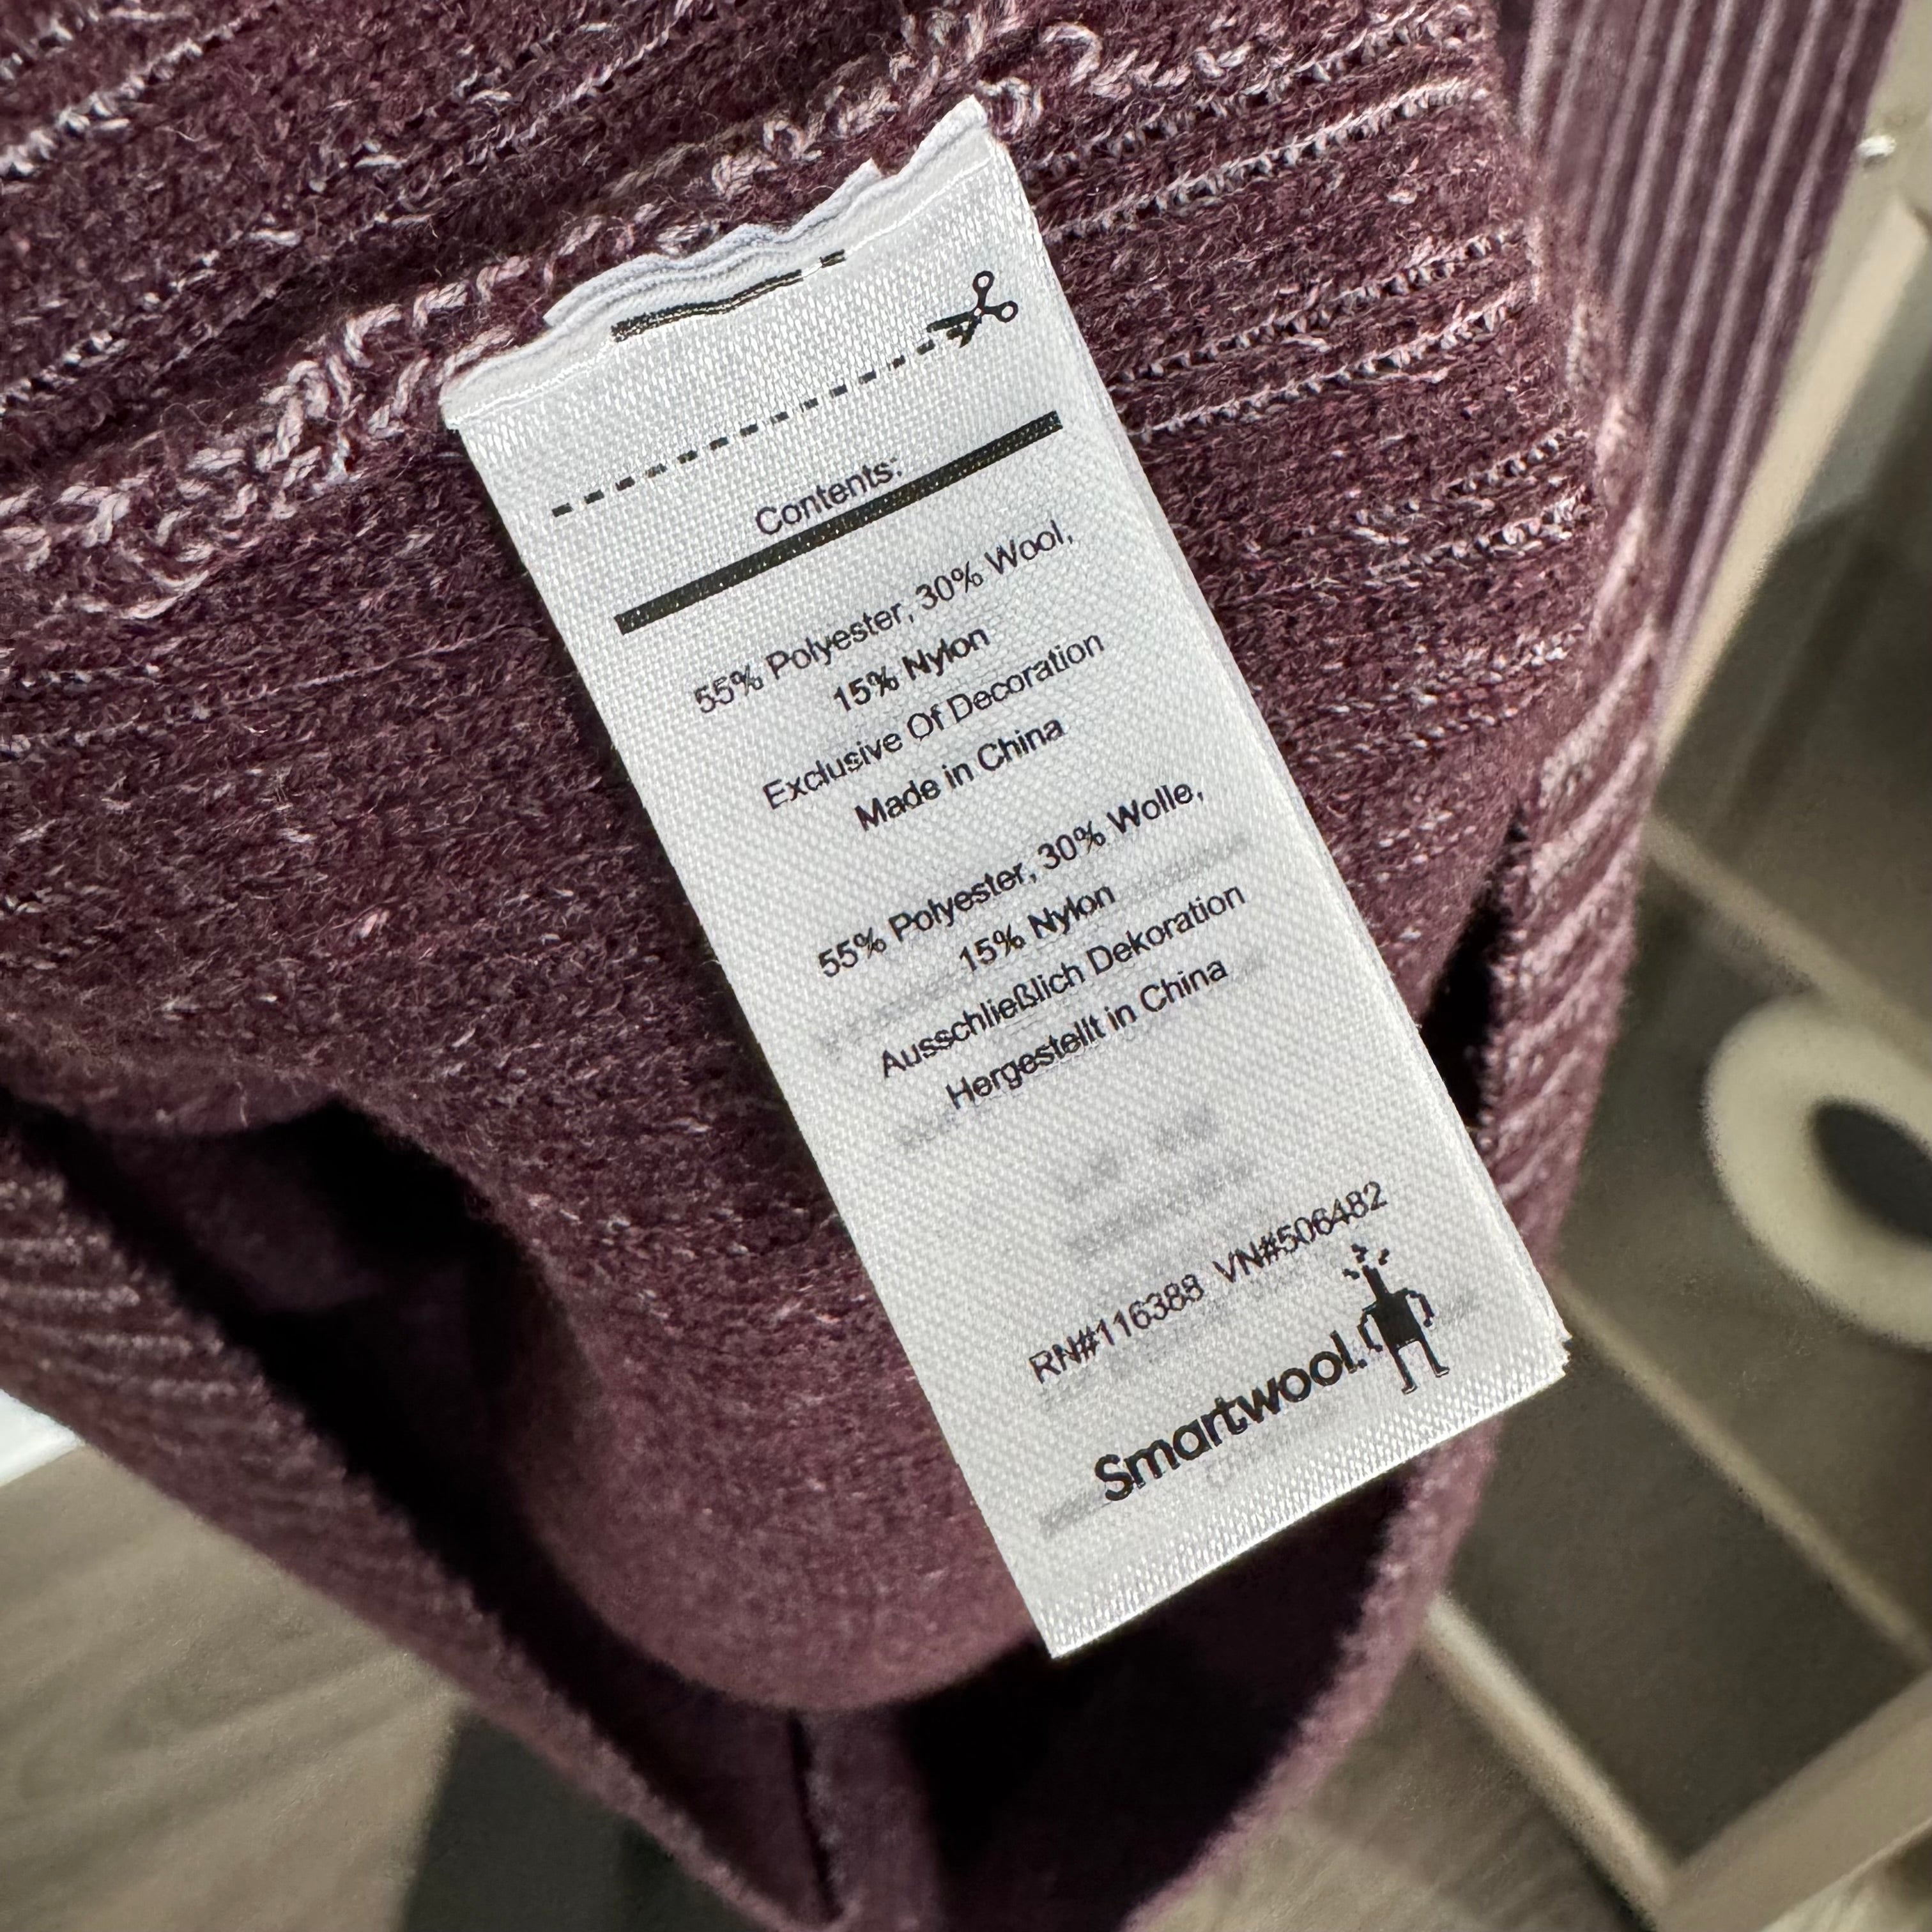 Contents:
55% Polyester, 30% Wool,
15% Nylon
Exclusive Of Decoration
Made in China
55% Polyester, 30% Wolle,
15% Nylon
Ausschließlich Dekoration
Hergestellt in China
RN#116388 VN#506482
Smartwool.